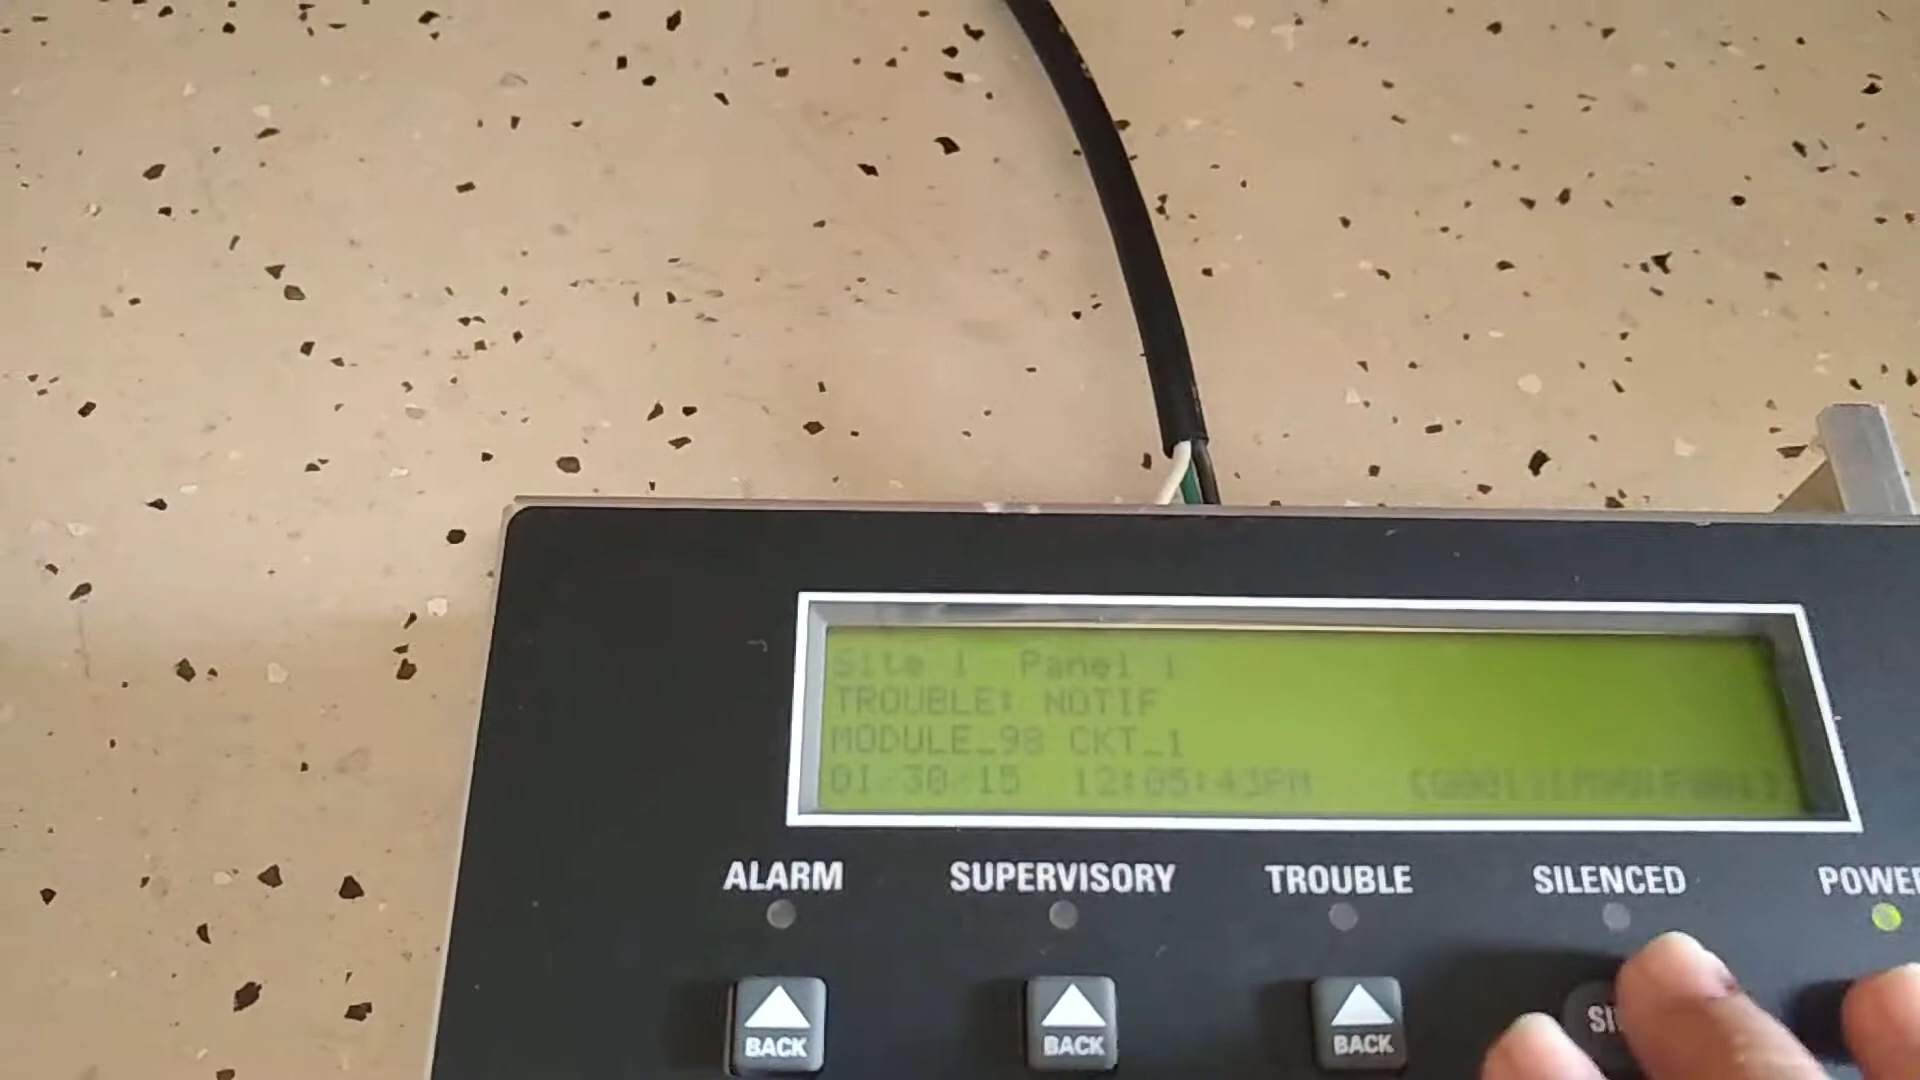 Site 1 Panel 1
TROUBLE: NOTIF
MODULE_98 CKT_1
01/30/15 12:05:43PM
ALARM SUPERVISORY TROUBLE SILENCED POWER
BACK BACK BACK